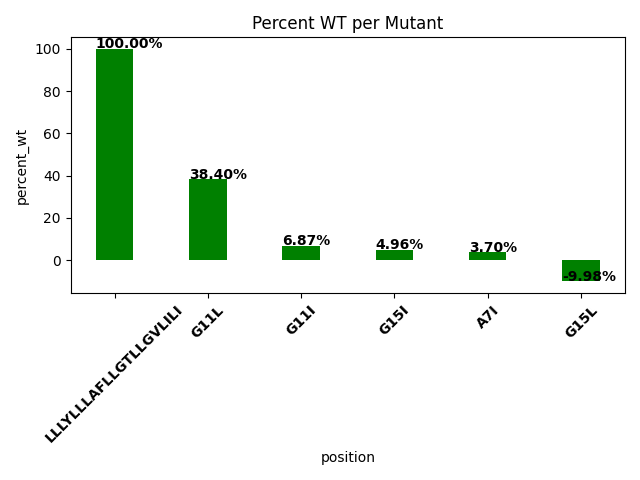 Percent WT per Mutant
percent_wt
100
80
60
40
20
0
100.00%
38.40%
6.87%
4.96%
3.70%
-9.98%
LLLYLLLAFLLGTLLGVLILI
G11L
G11I
G15I
A7I
G15L
position